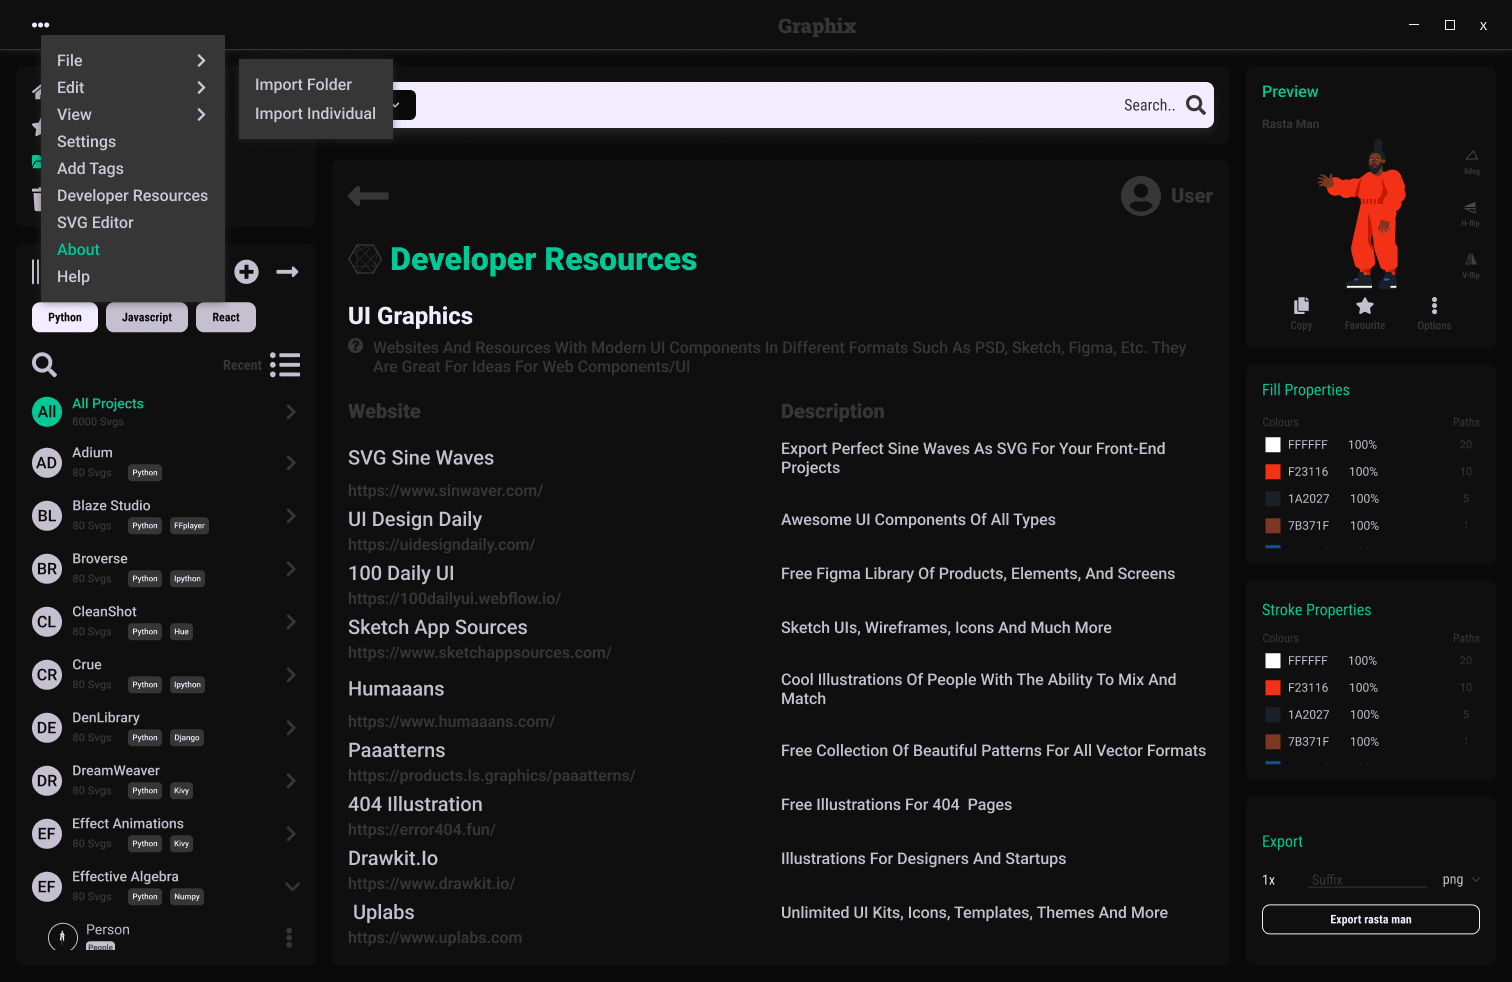 •••
Graphix
x
File
Edit
View
Settings
Add Tags
Developer Resources
SVG Editor
About
Help
Import Folder
Import Individual
Search..
Python
Javascript
React
Recent
All
All Projects
8000 Svgs
AD
Adium
80 Svgs
Python
BL
Blaze Studio
80 Svgs
Python
FFplayer
BR
Broverse
80 Svgs
Python
Ipython
CL
CleanShot
80 Svgs
Python
Hue
CR
Crue
80 Svgs
Python
Ipython
DE
DenLibrary
80 Svgs
Python
Django
DR
DreamWeaver
80 Svgs
Python
Kivy
EF
Effect Animations
80 Svgs
Python
Kivy
EF
Effective Algebra
80 Svgs
Python
Numpy
Person
People
User
Developer Resources
UI Graphics
Websites And Resources With Modern UI Components In Different Formats Such As PSD, Sketch, Figma, Etc. They
Are Great For Ideas For Web Components/UI
Website
Description
SVG Sine Waves
https://www.sinwaver.com/
Export Perfect Sine Waves As SVG For Your Front-End
Projects
UI Design Daily
https://uidesigndaily.com/
Awesome UI Components Of All Types
100 Daily UI
https://100dailyui.webflow.io/
Free Figma Library Of Products, Elements, And Screens
Sketch App Sources
https://www.sketchappsources.com/
Sketch UIs, Wireframes, Icons And Much More
Humaaans
https://www.humaaans.com/
Cool Illustrations Of People With The Ability To Mix And
Match
Paaatterns
https://products.ls.graphics/paaatterns/
Free Collection Of Beautiful Patterns For All Vector Formats
404 Illustration
https://error404.fun/
Free Illustrations For 404  Pages
Drawkit.Io
https://www.drawkit.io/
Illustrations For Designers And Startups
Uplabs
https://www.uplabs.com
Unlimited UI Kits, Icons, Templates, Themes And More
Preview
Rasta Man
0deg
H-flip
V-flip
Copy
Favourite
Options
Fill Properties
Colours
Paths
FFFFFF 100% 20
F23116 100% 10
1A2027 100% 5
7B371F 100% 1
Stroke Properties
Colours
Paths
FFFFFF 100% 20
F23116 100% 10
1A2027 100% 5
7B371F 100% 1
Export
1x
Suffix
png
Export rasta man